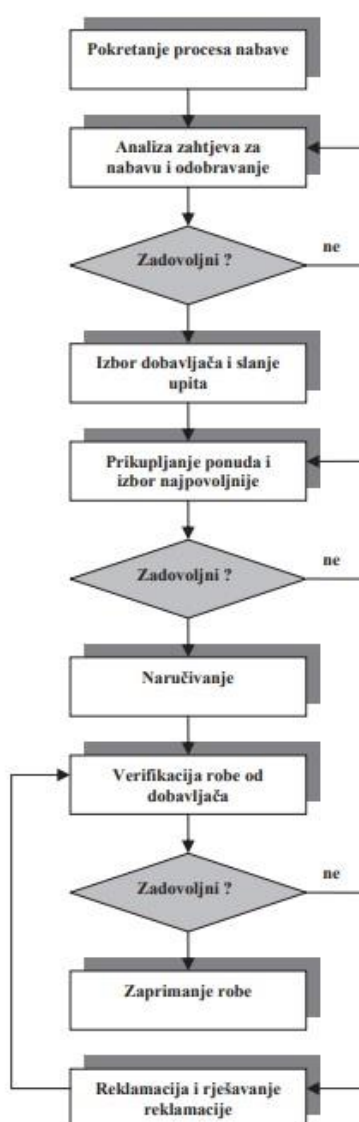 Pokretanje procesa nabave
Analiza zahtjeva za
nabavu i odobravanje
Zadovoljni ?
ne
Izbor dobavljača i slanje
upita
Prikupljanje ponuda i
izbor najpovoljnije
Zadovoljni ?
ne
Naručivanje
Verifikacija robe od
dobavljača
Zadovoljni ?
ne
Zaprimanje robe
Reklamacija i rješavanje
reklamacije